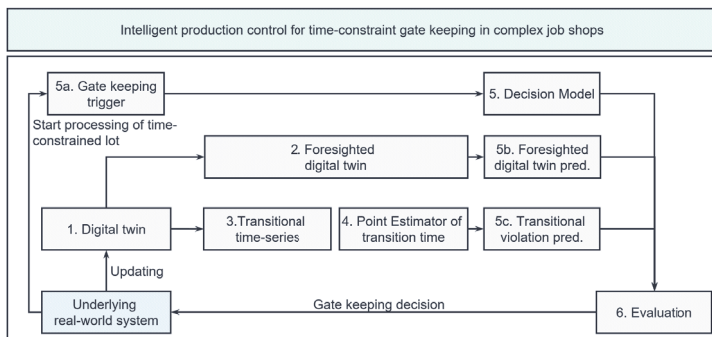 Intelligent production control for time-constraint gate keeping in complex job shops
5a. Gate keeping
trigger
5. Decision Model
Start processing of time-
constrained lot
2. Foresighted
digital twin
5b. Foresighted
digital twin pred.
1. Digital twin
3.Transitional
time-series
4. Point Estimator of
transition time
5c. Transitional
violation pred.
Updating
Underlying
real-world system
Gate keeping decision
6. Evaluation